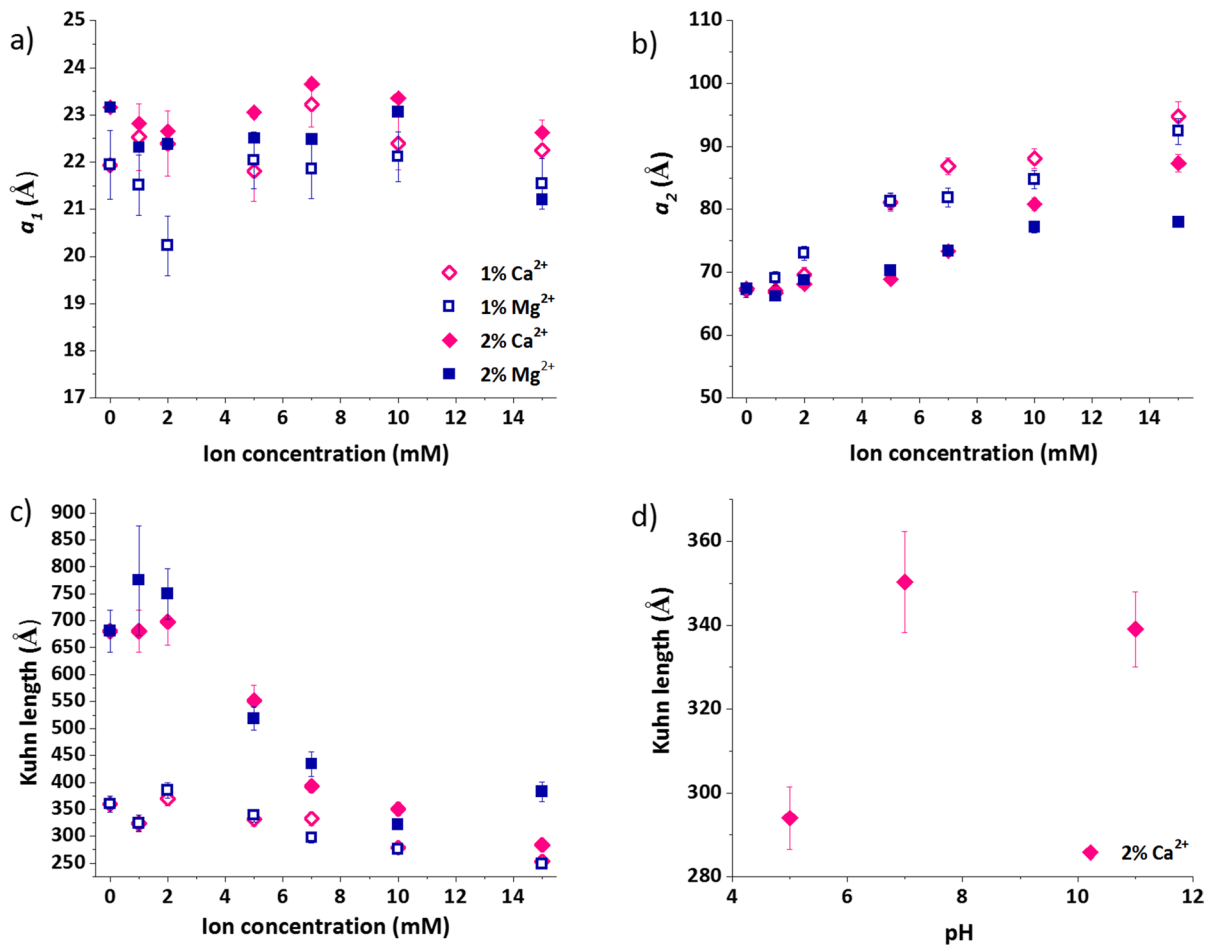 a)
25
24
23
22
21
20
19
18
17
a1 (Å)
0 2 4 6 8 10 12 14
Ion concentration (mM)
1% Ca2+
1% Mg2+
2% Ca2+
2% Mg2+
b)
110
100
90
80
70
60
50
a2 (Å)
0 2 4 6 8 10 12 14
Ion concentration (mM)
c)
900
850
800
750
700
650
600
550
500
450
400
350
300
250
Kuhn length (Å)
0 2 4 6 8 10 12 14
Ion concentration (mM)
d)
360
340
320
300
280
Kuhn length (Å)
4 6 8 10 12
pH
2% Ca2+